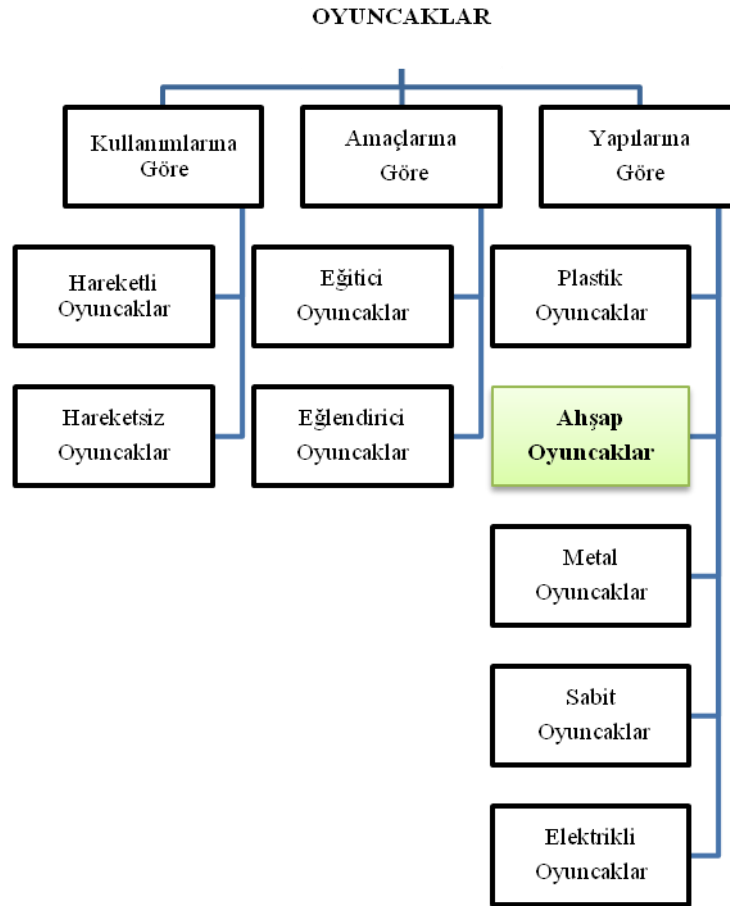 OYUNCAKLAR
Kullanımlarına
Göre
Amaçlarına
Göre
Yapılarına
Göre
Hareketli
Oyuncaklar
Eğitici
Oyuncaklar
Plastik
Oyuncaklar
Hareketsiz
Oyuncaklar
Eğlendirici
Oyuncaklar
Ahşap
Oyuncaklar
Metal
Oyuncaklar
Sabit
Oyuncaklar
Elektrikli
Oyuncaklar